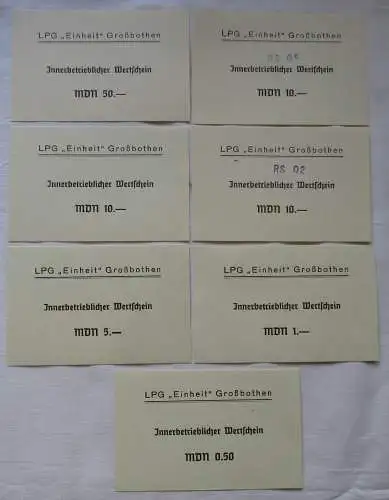 LPG „Einheit“ Großbothen
Innerbetrieblicher Wertschein
MDN 50.—
LPG „Einheit“ Großbothen
RS 05
Innerbetrieblicher Wertschein
MDN 10.—
LPG „Einheit“ Großbothen
Innerbetrieblicher Wertschein
MDN 10.—
LPG „Einheit“ Großbothen
RS 02
Innerbetrieblicher Wertschein
MDN 10.—
LPG „Einheit“ Großbothen
Innerbetrieblicher Wertschein
MDN 5.—
LPG „Einheit“ Großbothen
Innerbetrieblicher Wertschein
MDN 1.—
LPG „Einheit“ Großbothen
Innerbetrieblicher Wertschein
MDN 0.50